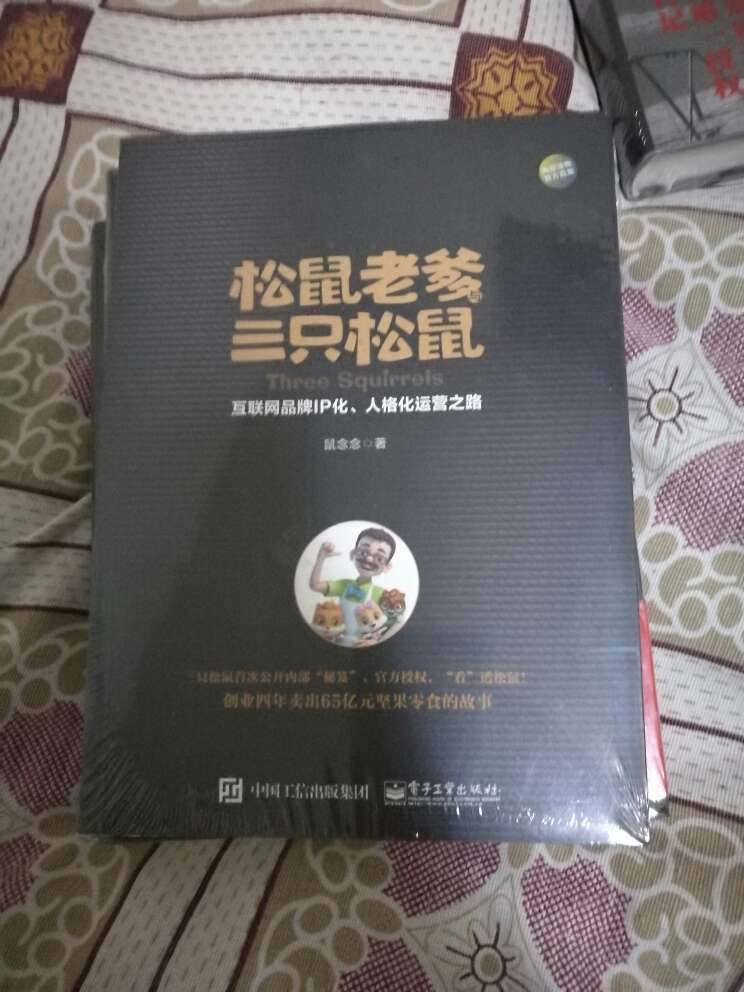 松鼠老爹与
三只松鼠
Three Squirrels
互联网品牌IP化、人格化运营之路
鼠念念◎著
三只松鼠首次公开内部“秘笈”，官方授权，“看”透松鼠！
创业四年卖出65亿元坚果零食的故事
中国工信出版集团
电子工业出版社